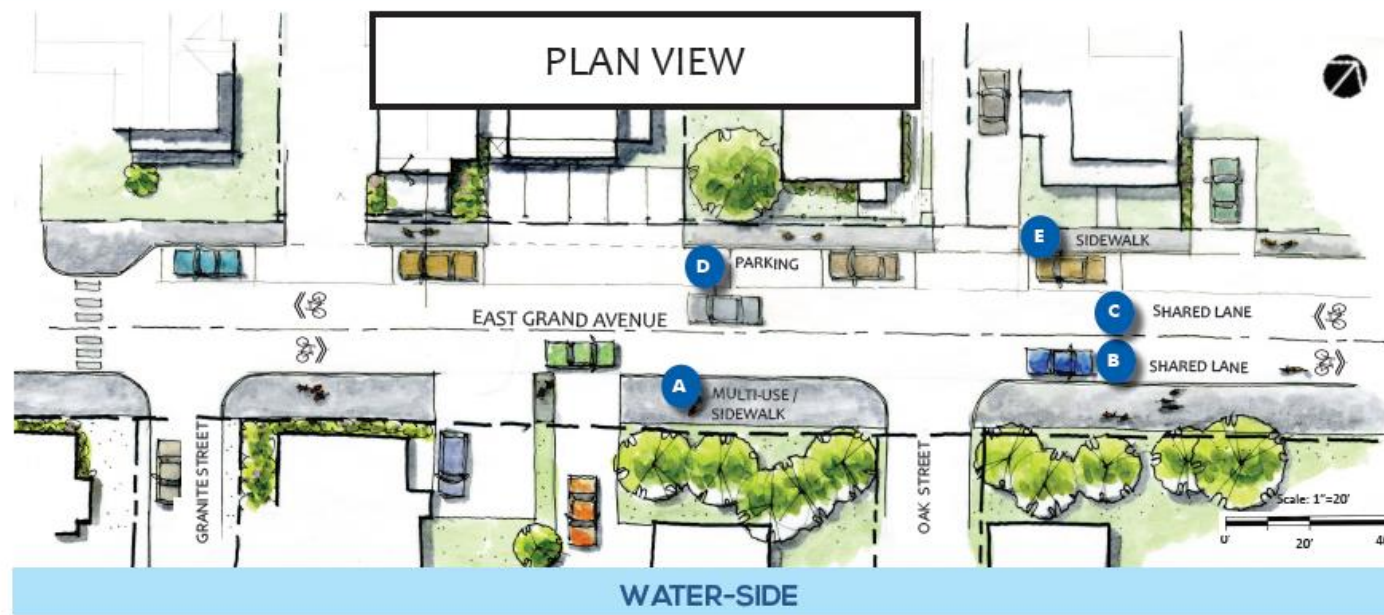 PLAN VIEW
E
SIDEWALK
D
PARKING
C
SHARED LANE
EAST GRAND AVENUE
B
SHARED LANE
A
MULTI-USE /
SIDEWALK
GRANITE STREET
OAK STREET
Scale: 1"=20'
0'
20'
40
WATER-SIDE